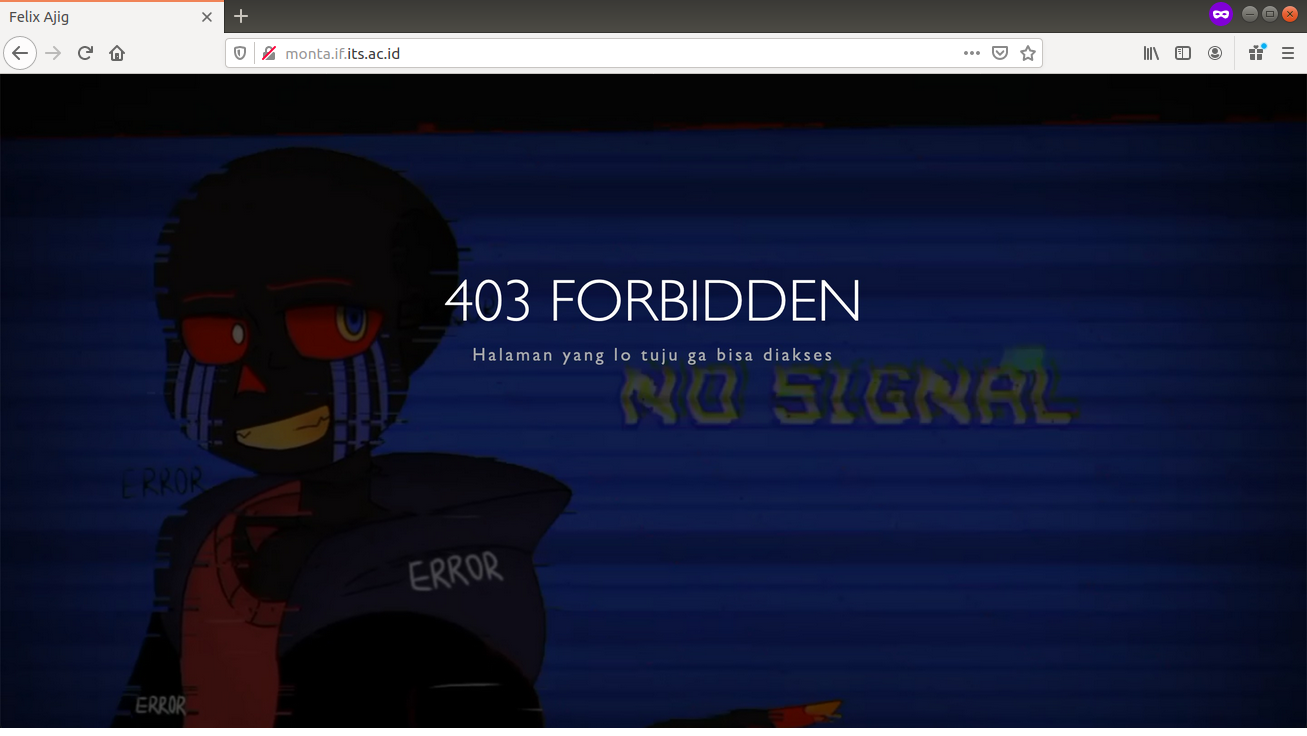 Felix Ajig
monta.if.its.ac.id
403 FORBIDDEN
Halaman yang lo tuju ga bisa diakses
NO SIGNAL
ERROR
ERROR
ERROR